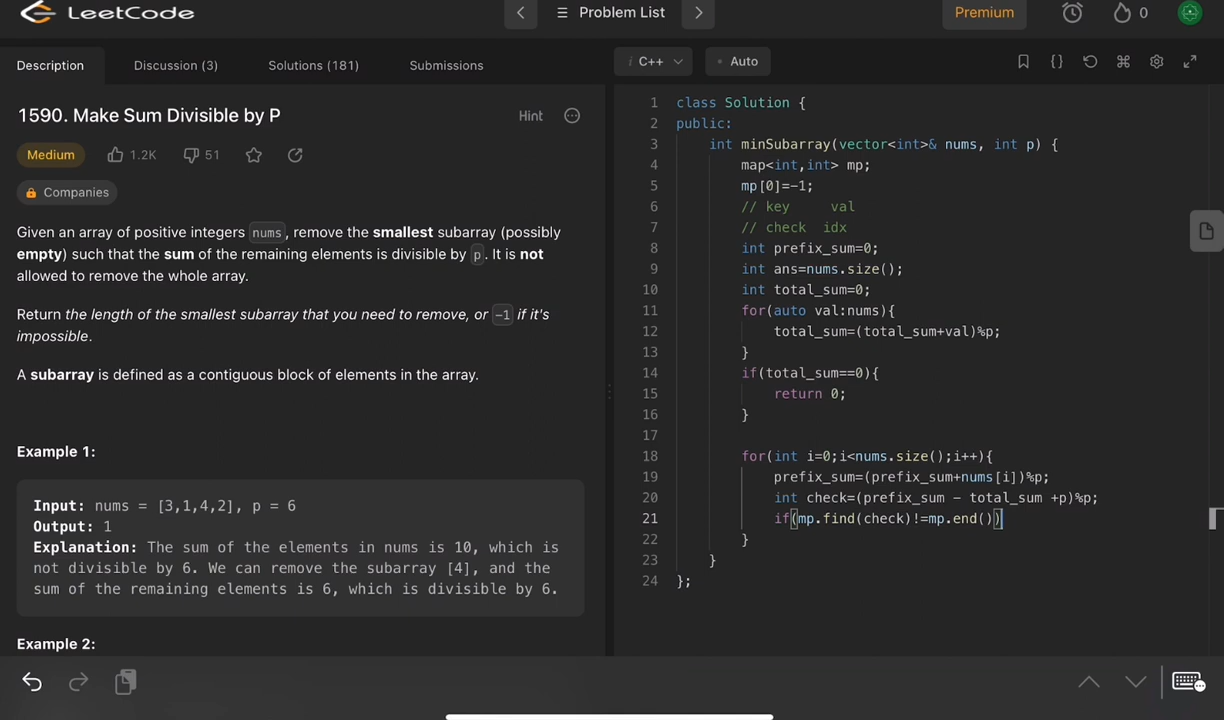 LeetCode
Problem List
Premium
0
Description
Discussion (3)
Solutions (181)
Submissions
i C++
Auto
1590. Make Sum Divisible by P
Hint
Medium
1.2K
51
Companies
Given an array of positive integers nums, remove the smallest subarray (possibly
empty) such that the sum of the remaining elements is divisible by p. It is not
allowed to remove the whole array.
Return the length of the smallest subarray that you need to remove, or -1 if it's
impossible.
A subarray is defined as a contiguous block of elements in the array.
Example 1:
Input: nums = [3,1,4,2], p = 6
Output: 1
Explanation: The sum of the elements in nums is 10, which is
not divisible by 6. We can remove the subarray [4], and the
sum of the remaining elements is 6, which is divisible by 6.
Example 2:
1 class Solution {
2 public:
3 int minSubarray(vector<int>& nums, int p) {
4 map<int,int> mp;
5 mp[0]=-1;
6 // key val
7 // check idx
8 int prefix_sum=0;
9 int ans=nums.size();
10 int total_sum=0;
11 for(auto val:nums){
12 total_sum=(total_sum+val)%p;
13 }
14 if(total_sum==0){
15 return 0;
16 }
17
18 for(int i=0;i<nums.size();i++){
19 prefix_sum=(prefix_sum+nums[i])%p;
20 int check=(prefix_sum - total_sum +p)%p;
21 if(mp.find(check)!=mp.end())
22 }
23 }
24 };